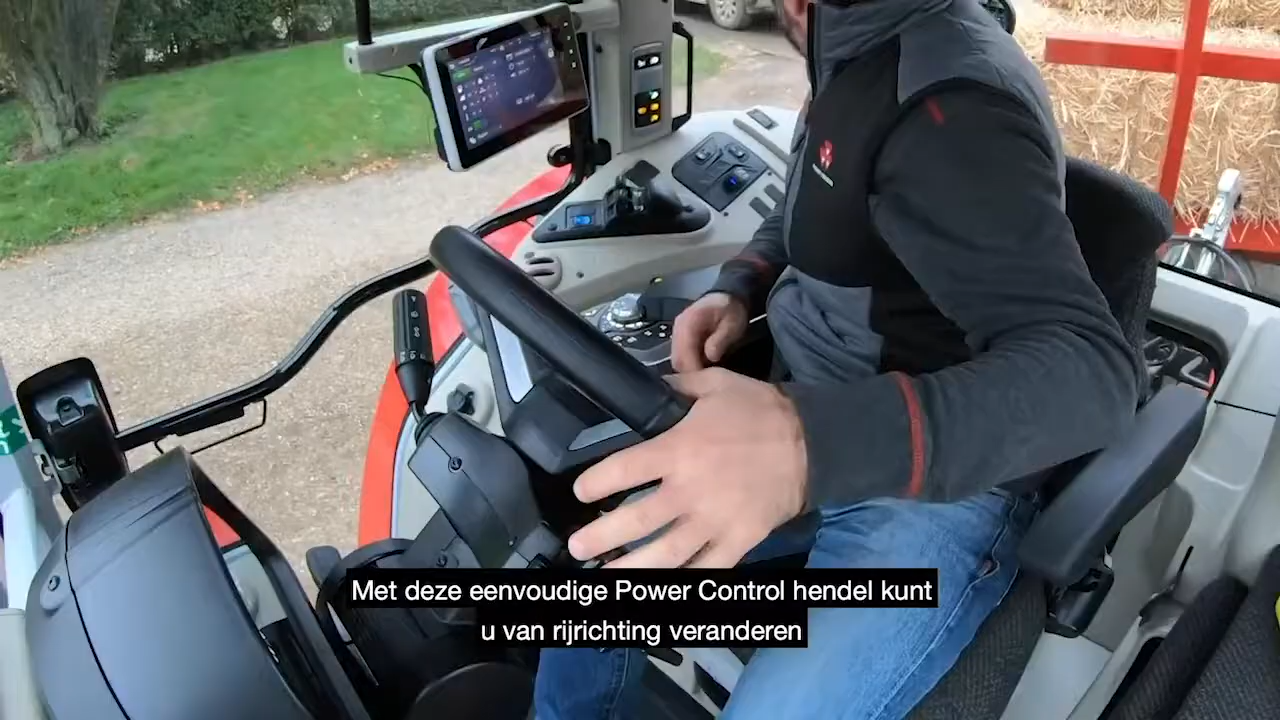 Met deze eenvoudige Power Control hendel kunt
u van rijrichting veranderen